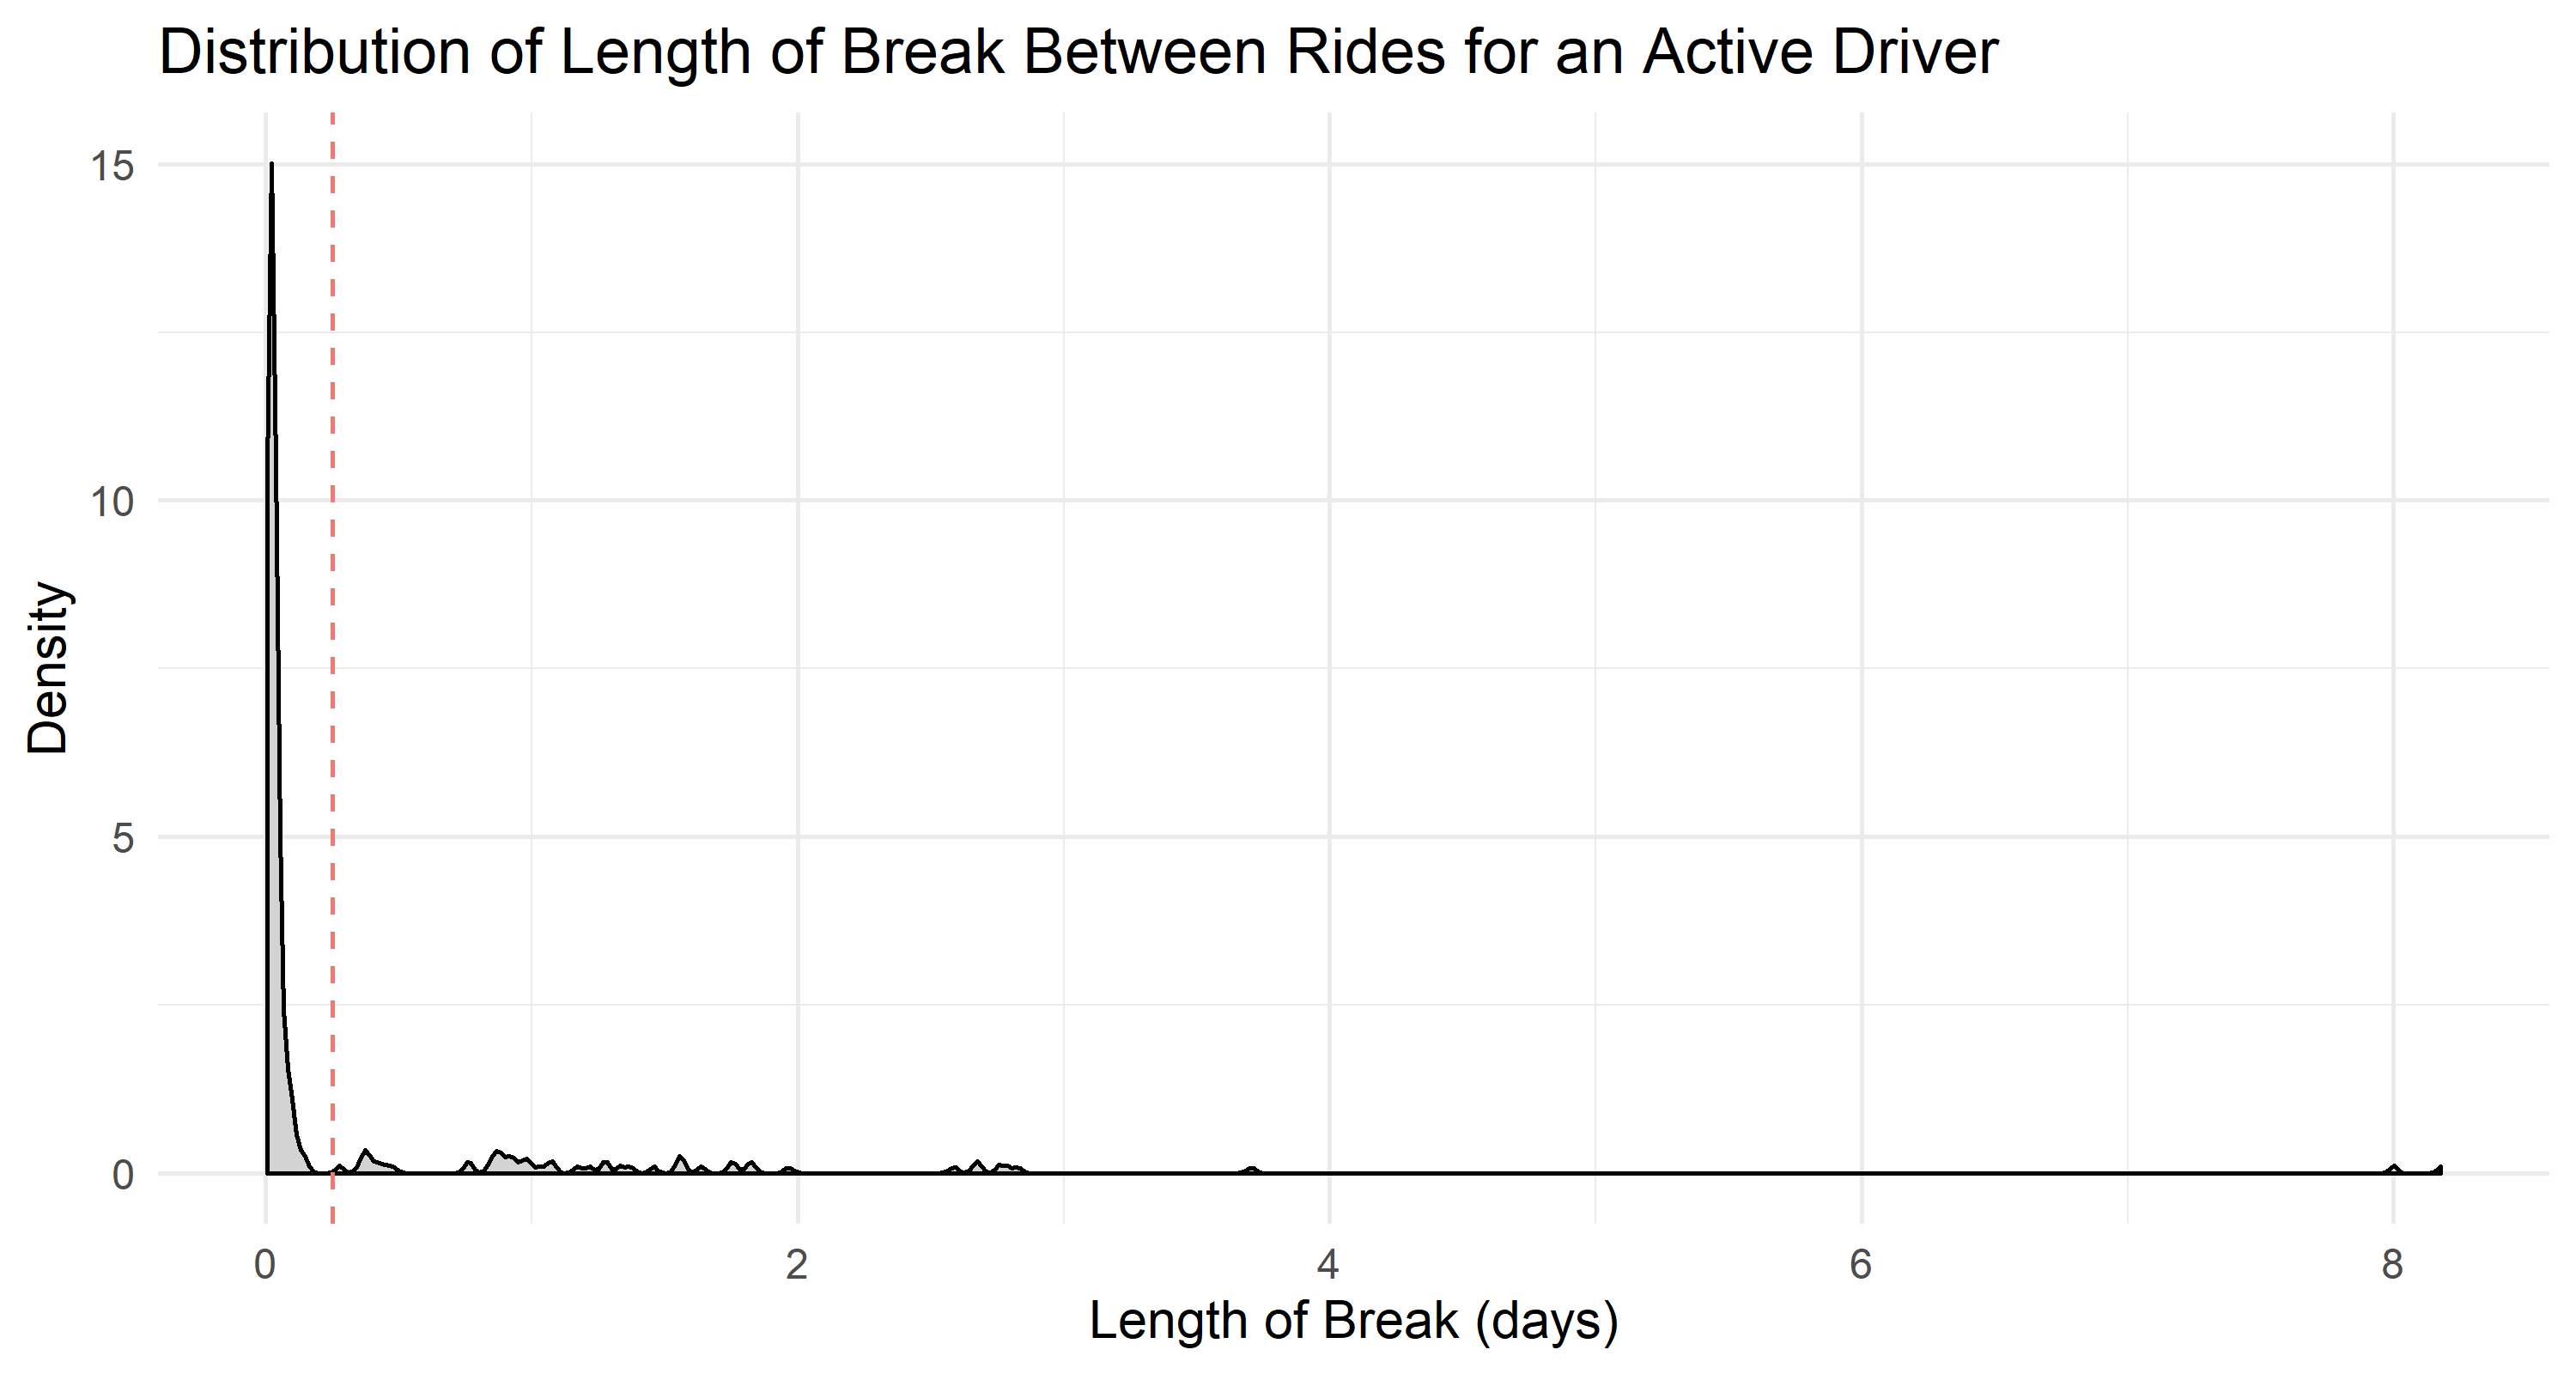 Distribution of Length of Break Between Rides for an Active Driver
15
10
5
0
Density
0 2 4 6 8
Length of Break (days)